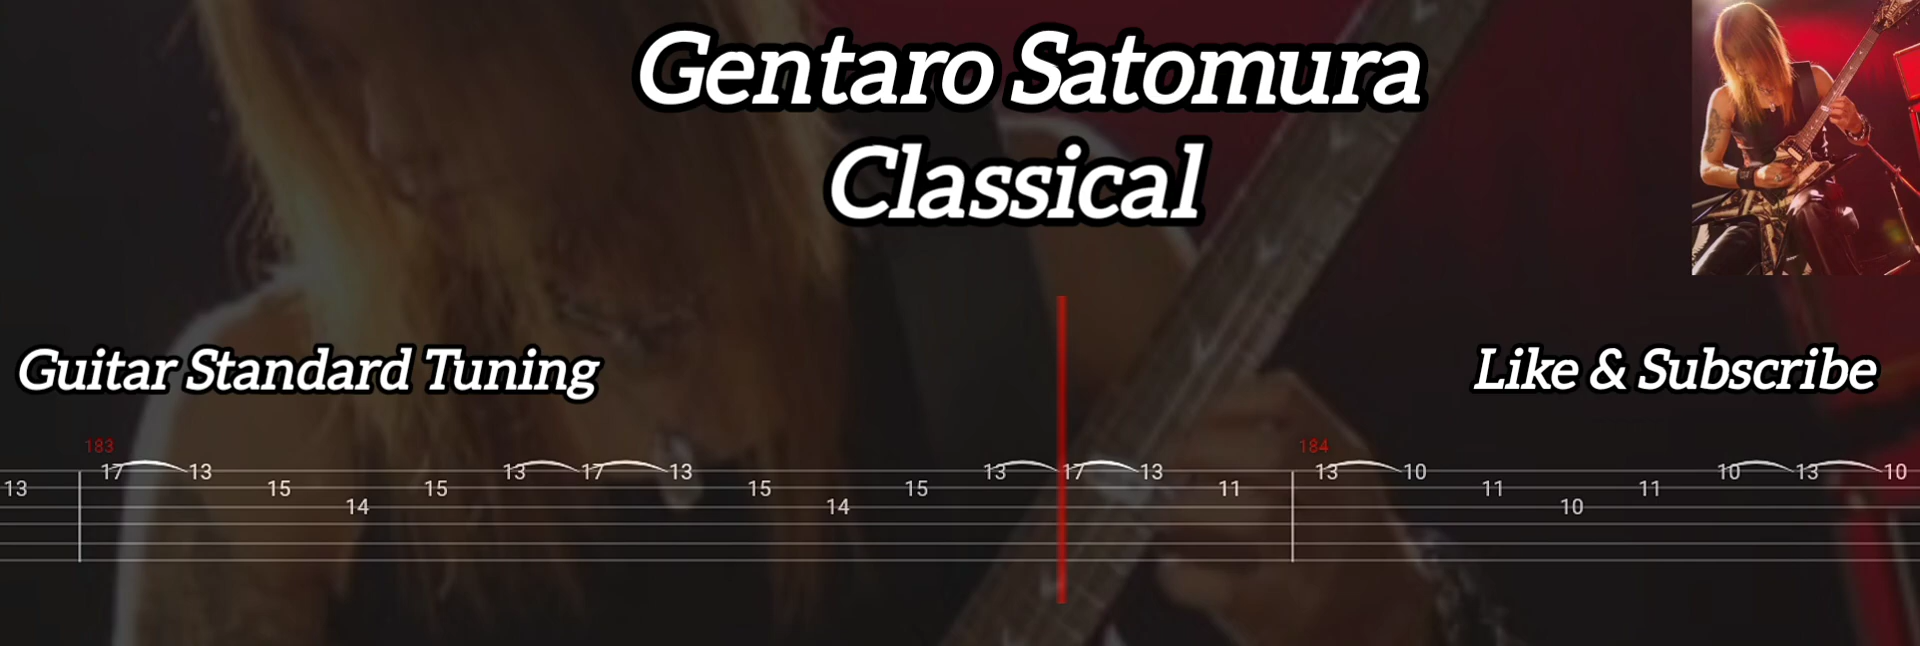 Gentaro Satomura
Classical
Guitar Standard Tuning
Like & Subscribe
183
184
17 13 13 17 13 13 17 13 13 10 10 13 10
13 15 15 15 15 11 11 11
14 14 10